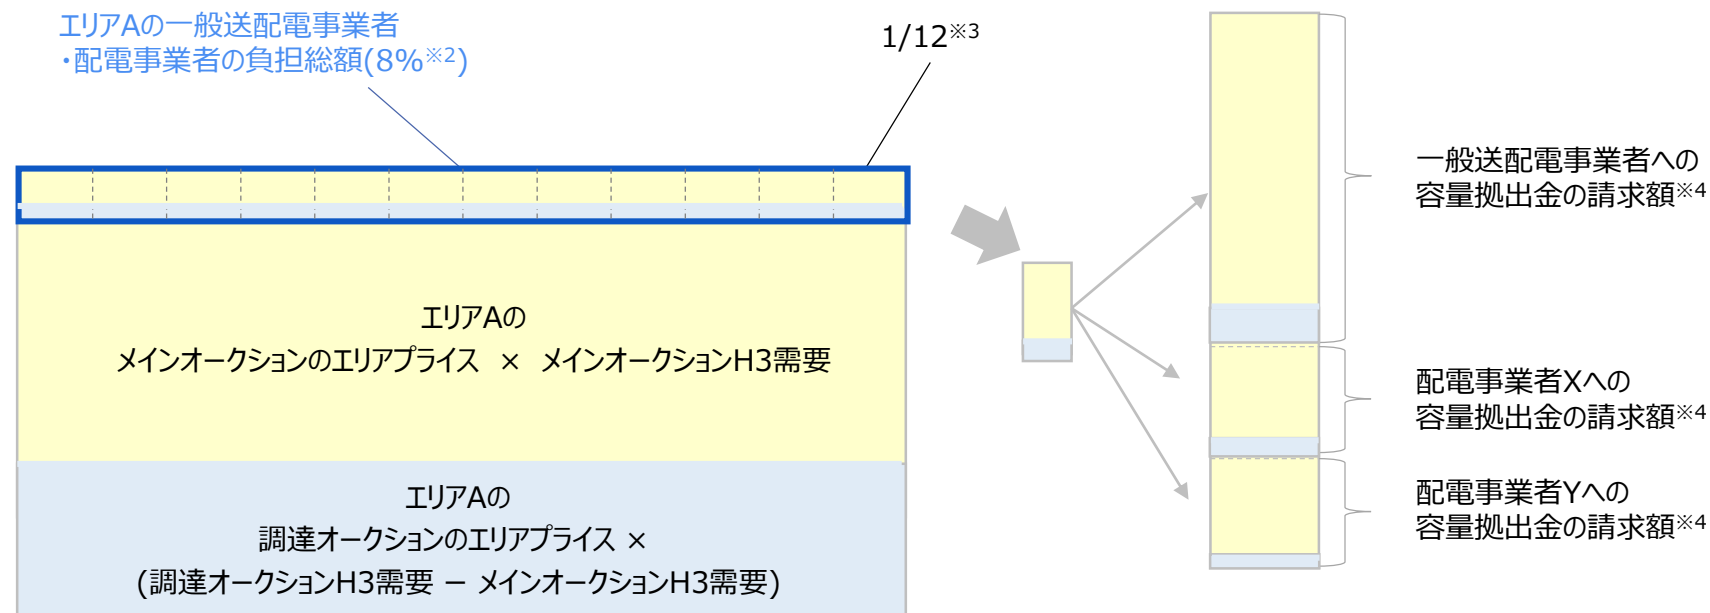 エリアAの一般送配電事業者
・配電事業者の負担総額(8%※2)
1/12※3
エリアAの
メインオークションのエリアプライス × メインオークションH3需要
エリアAの
調達オークションのエリアプライス ×
(調達オークションH3需要 － メインオークションH3需要)
一般送配電事業者への
容量拠出金の請求額※4
配電事業者Xへの
容量拠出金の請求額※4
配電事業者Yへの
容量拠出金の請求額※4